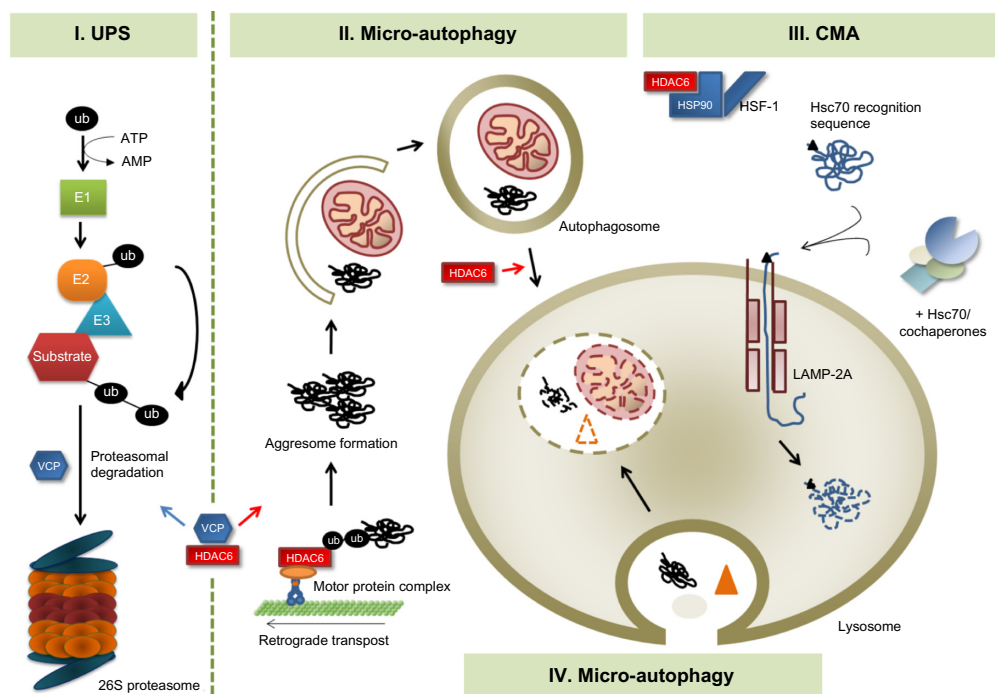 I. UPS
II. Micro-autophagy
III. CMA
ub
ATP
AMP
E1
E2
ub
E3
Substrate
ub
ub
VCP
Proteasomal
degradation
26S proteasome
VCP
HDAC6
Autophagosome
HDAC6
Aggresome formation
ub
ub
HDAC6
Motor protein complex
Retrograde transpost
HDAC6
HSP90
HSF-1
Hsc70 recognition
sequence
+ Hsc70/
cochaperones
LAMP-2A
Lysosome
IV. Micro-autophagy